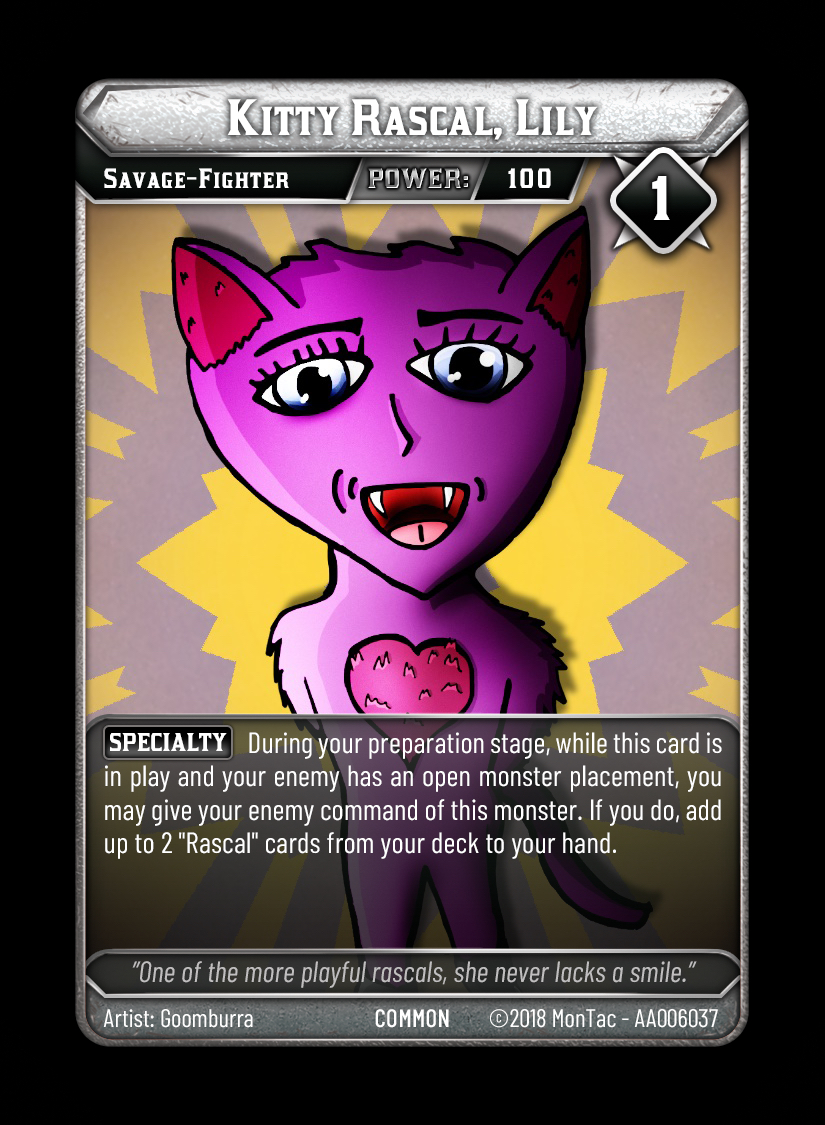 Kitty Rascal, Lily
Savage-Fighter POWER: 100
1
SPECIALTY During your preparation stage, while this card is
in play and your enemy has an open monster placement, you
may give your enemy command of this monster. If you do, add
up to 2 "Rascal" cards from your deck to your hand.
"One of the more playful rascals, she never lacks a smile."
Artist: Goomburra COMMON ©2018 MonTac - AA006037